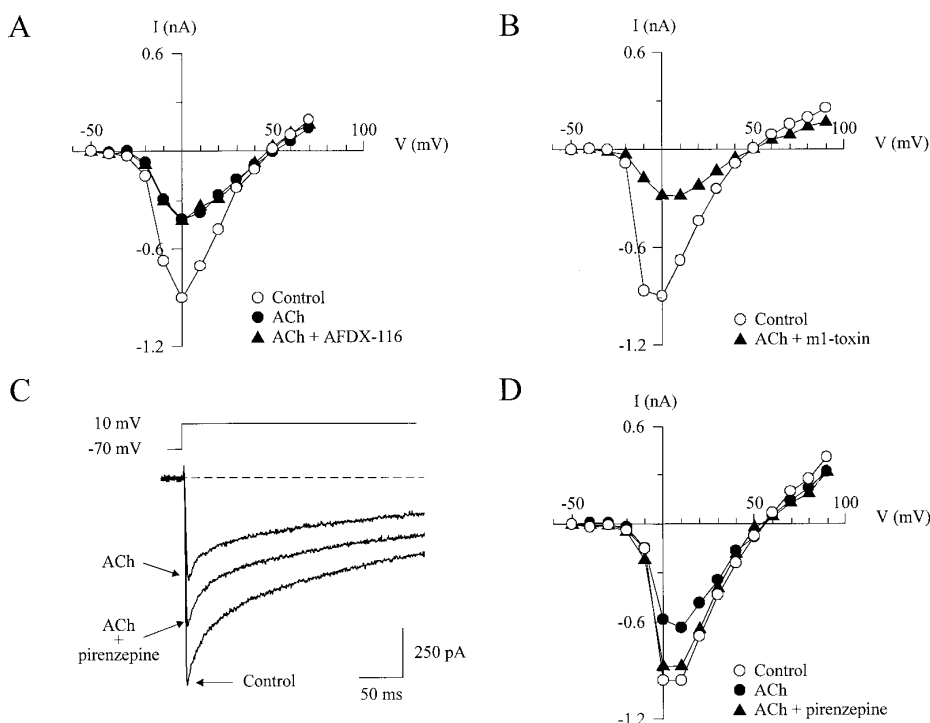 A
I (nA)
0.6
-50
50
100
V (mV)
-0.6
-1.2
Control
ACh
ACh + AFDX-116
B
I (nA)
0.6
-50
50
100
V (mV)
-0.6
-1.2
Control
ACh + m1-toxin
C
10 mV
-70 mV
ACh
ACh
+
pirenzepine
Control
250 pA
50 ms
D
I (nA)
0.6
-50
50
100
V (mV)
-0.6
-1.2
Control
ACh
ACh + pirenzepine